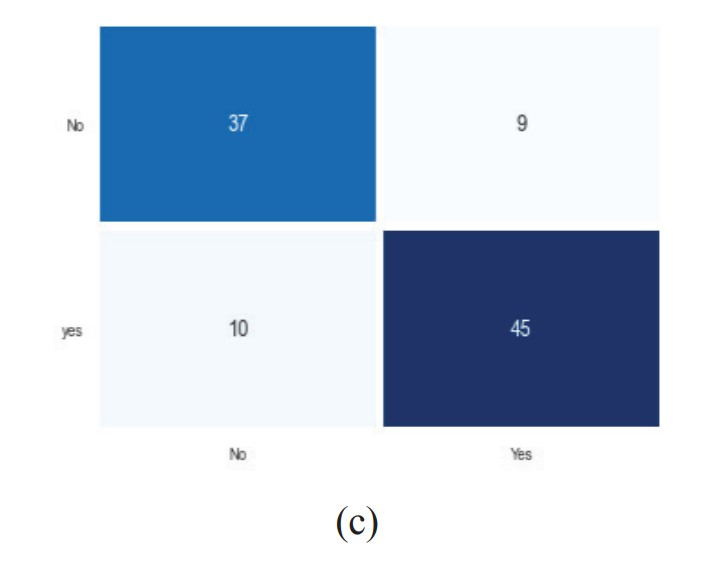 No 37 9
yes 10 45
No Yes
(c)